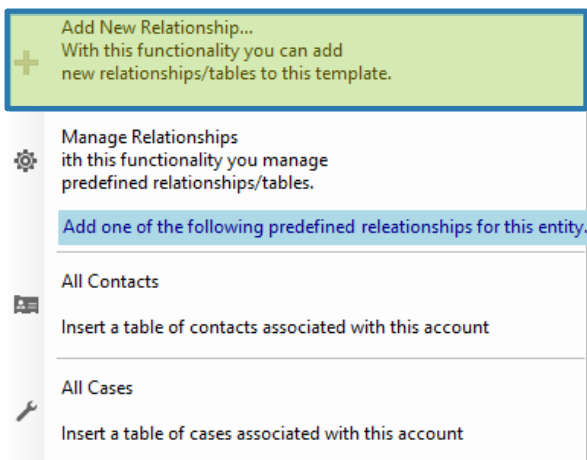 Add New Relationship...
With this functionality you can add
new relationships/tables to this template.
Manage Relationships
ith this functionality you manage
predefined relationships/tables.
Add one of the following predefined releationships for this entity.
All Contacts
Insert a table of contacts associated with this account
All Cases
Insert a table of cases associated with this account